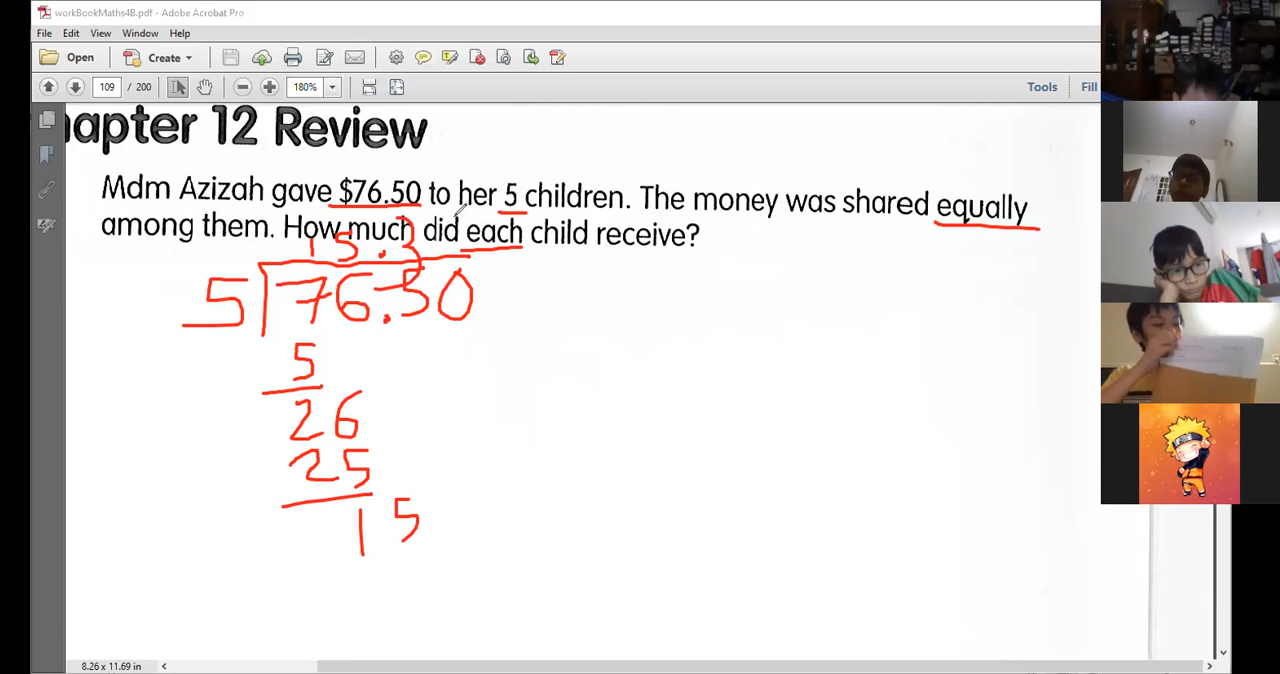 workBookMaths4B.pdf - Adobe Acrobat Pro
File Edit View Window Help
Open Create
109 / 200 180% Tools Fill
hapter 12 Review
Mdm Azizah gave $76.50 to her 5 children. The money was shared equally
among them. How much did each child receive?
15.3
5 76.50
5
26
25
15
8.26 x 11.69 in